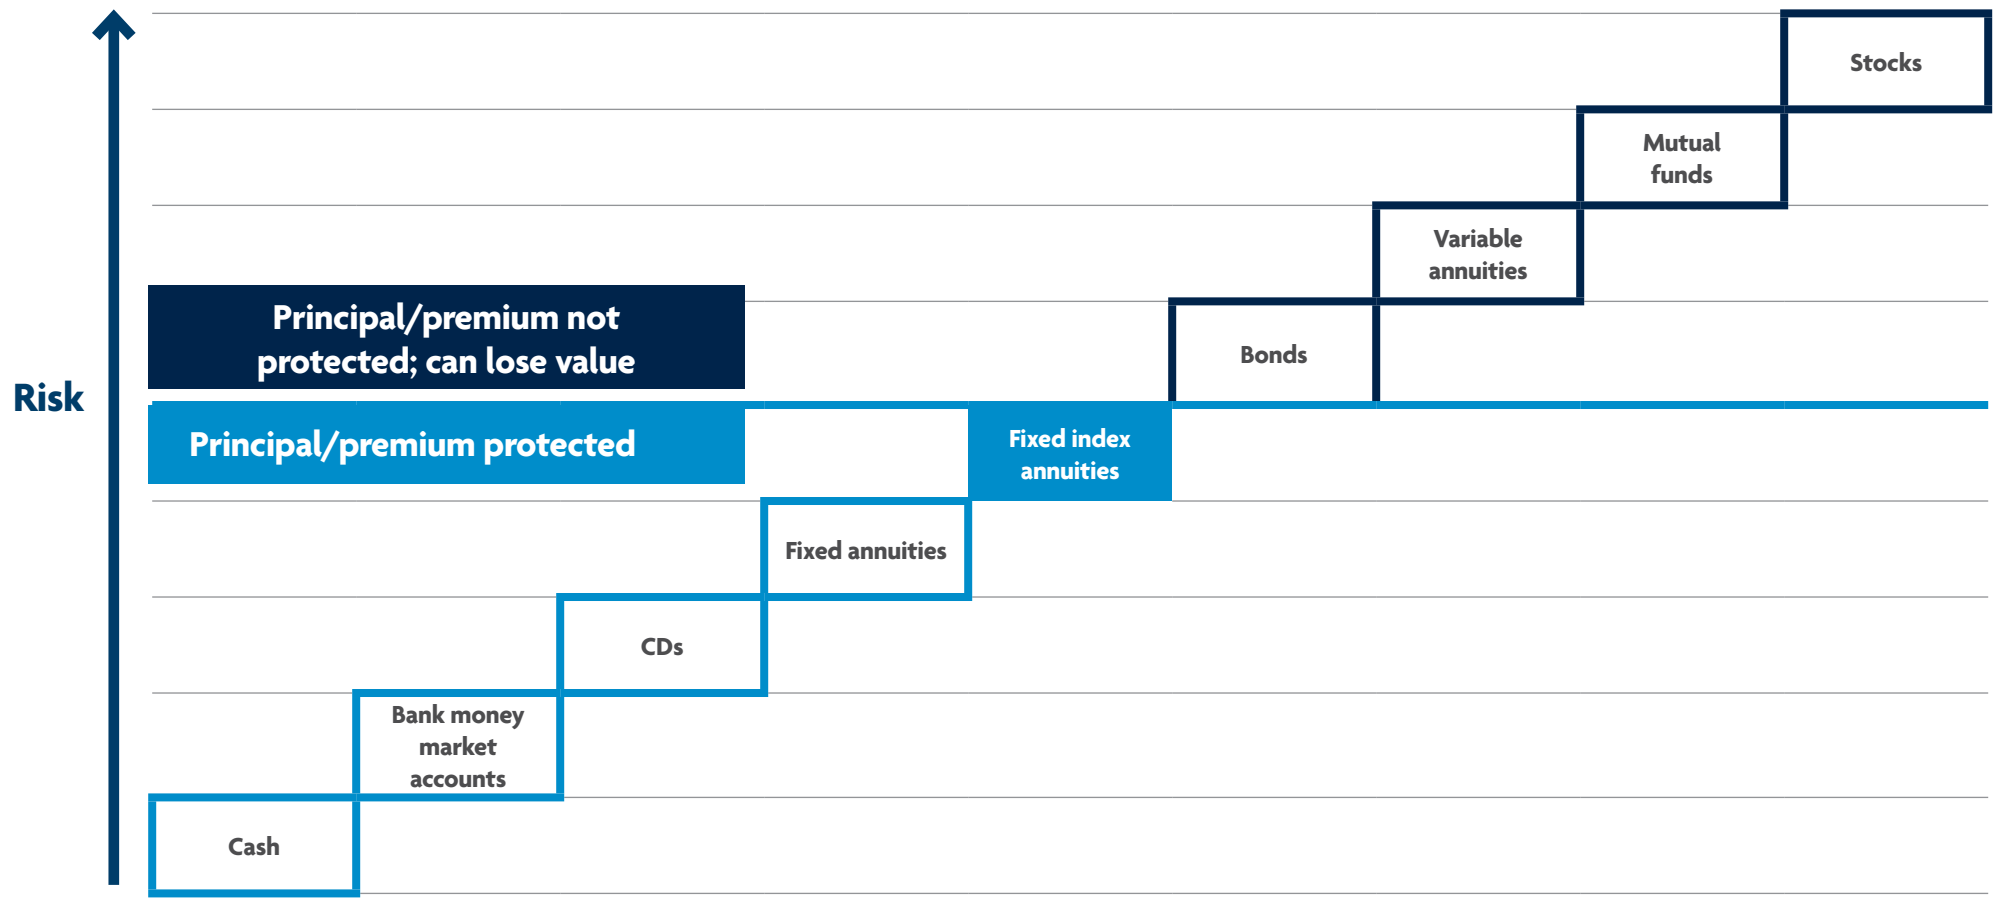 Stocks
Mutual
funds
Variable
annuities
Principal/premium not
protected; can lose value
Bonds
Risk
Principal/premium protected
Fixed index
annuities
Fixed annuities
CDs
Bank money
market
accounts
Cash